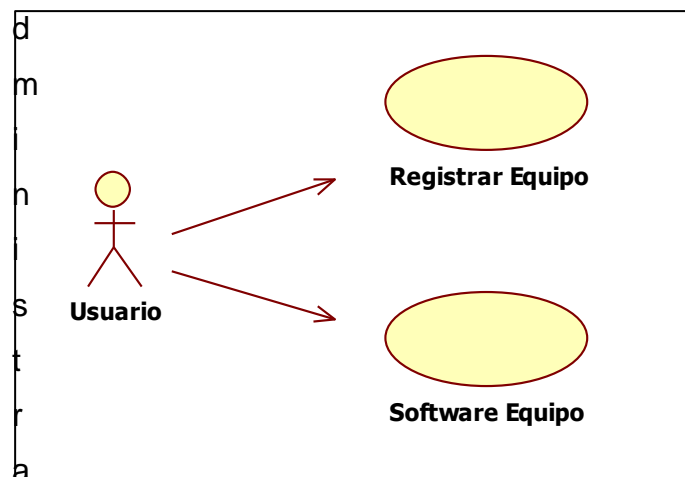 d
m
i
n
i
s
t
r
a
Registrar Equipo
Usuario
Software Equipo